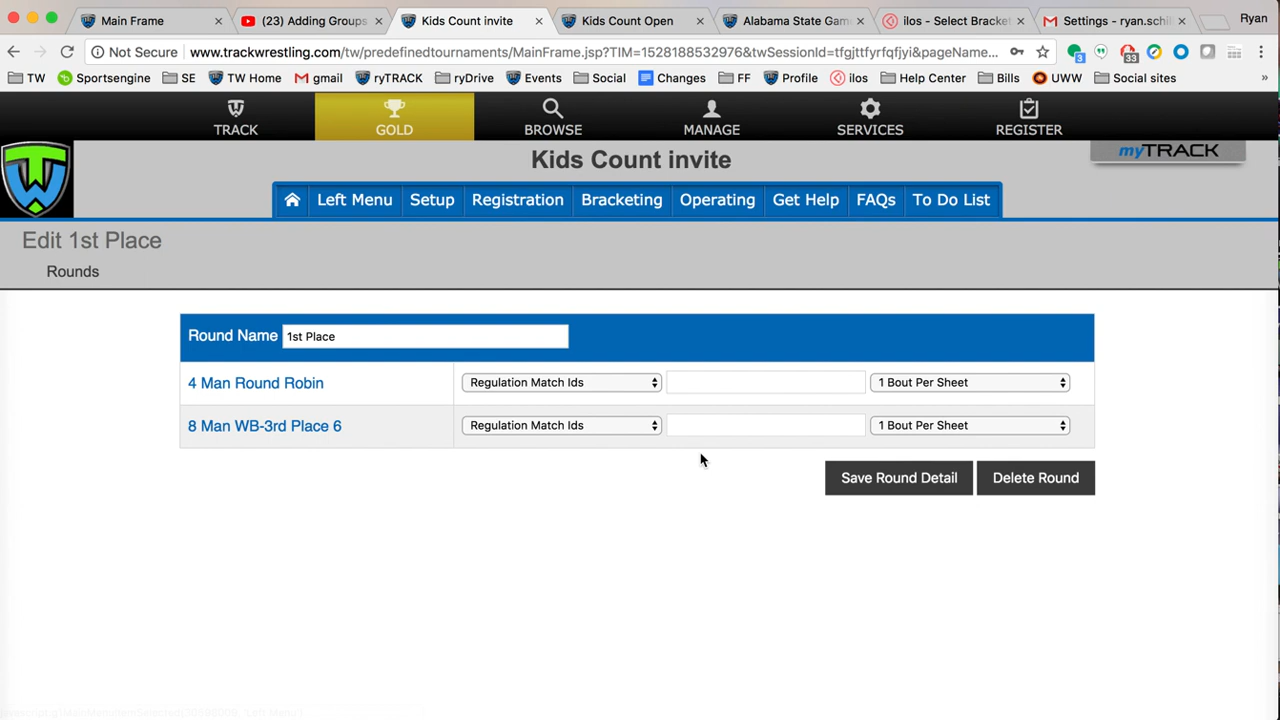 Main Frame
(23) Adding Groups
Kids Count invite
Kids Count Open
Alabama State Gam
ilos - Select Bracket
Settings - ryan.schil
Ryan
Not Secure
www.trackwrestling.com/tw/predefinedtournaments/MainFrame.jsp?TIM=1528188532976&twSessionId=tfgjttfyrfqfjyi&pageName...
3
33
TW
Sportsengine
SE
TW Home
gmail
ryTRACK
ryDrive
Events
Social
Changes
FF
Profile
ilos
Help Center
Bills
UWW
Social sites
»
TRACK
GOLD
BROWSE
MANAGE
SERVICES
REGISTER
Kids Count invite
myTRACK
Left Menu
Setup
Registration
Bracketing
Operating
Get Help
FAQs
To Do List
Edit 1st Place
Rounds
Round Name 1st Place
4 Man Round Robin
Regulation Match Ids
1 Bout Per Sheet
8 Man WB-3rd Place 6
Regulation Match Ids
1 Bout Per Sheet
Save Round Detail
Delete Round